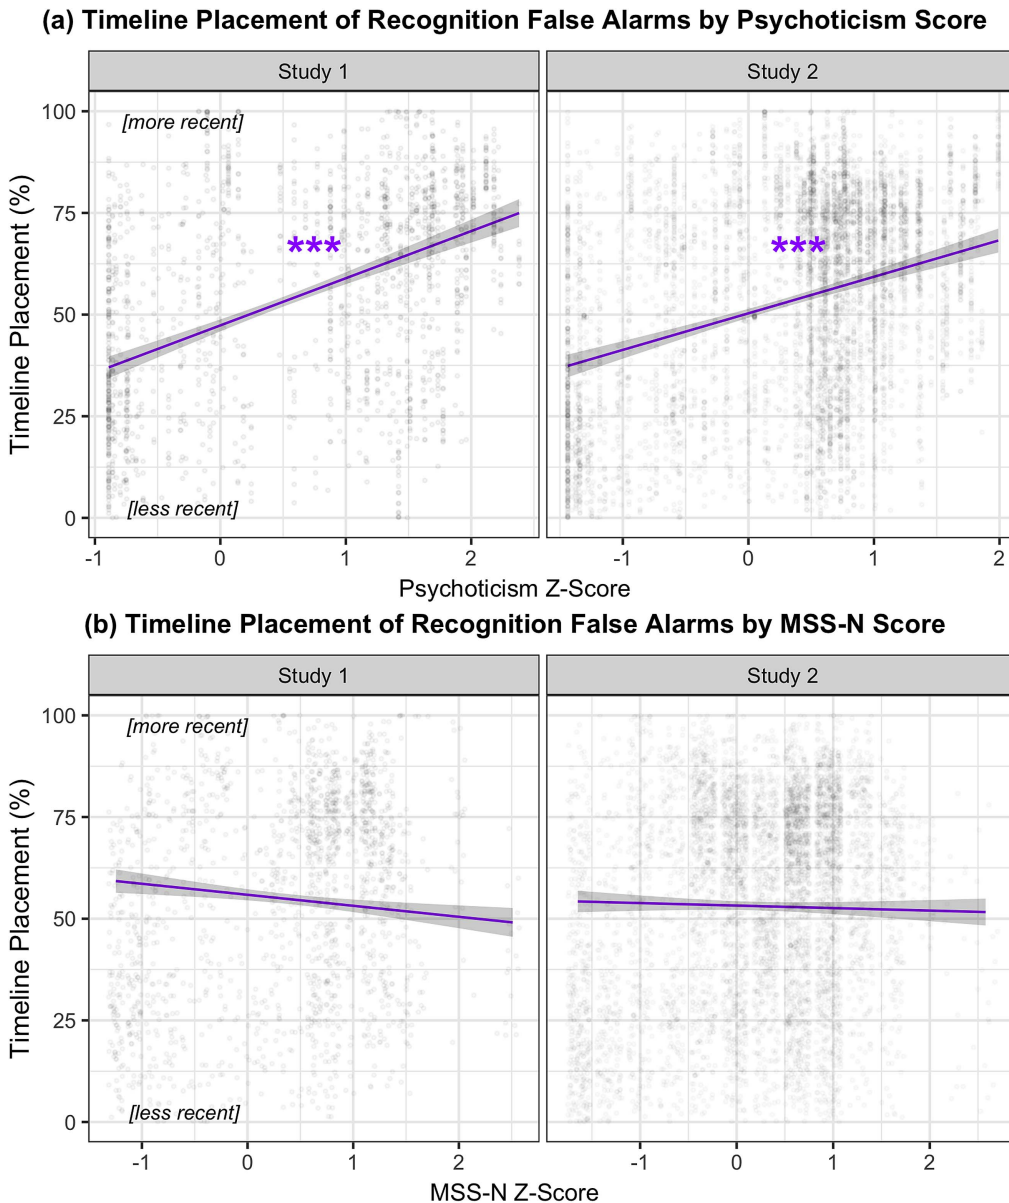 (a) Timeline Placement of Recognition False Alarms by Psychoticism Score
Study 1
Study 2
100
75
50
25
0
Timeline Placement (%)
[more recent]
***
***
[less recent]
-1
0
1
2
-1
0
1
2
Psychoticism Z-Score
(b) Timeline Placement of Recognition False Alarms by MSS-N Score
Study 1
Study 2
100
75
50
25
0
Timeline Placement (%)
[more recent]
[less recent]
-1
0
1
2
-1
0
1
2
MSS-N Z-Score